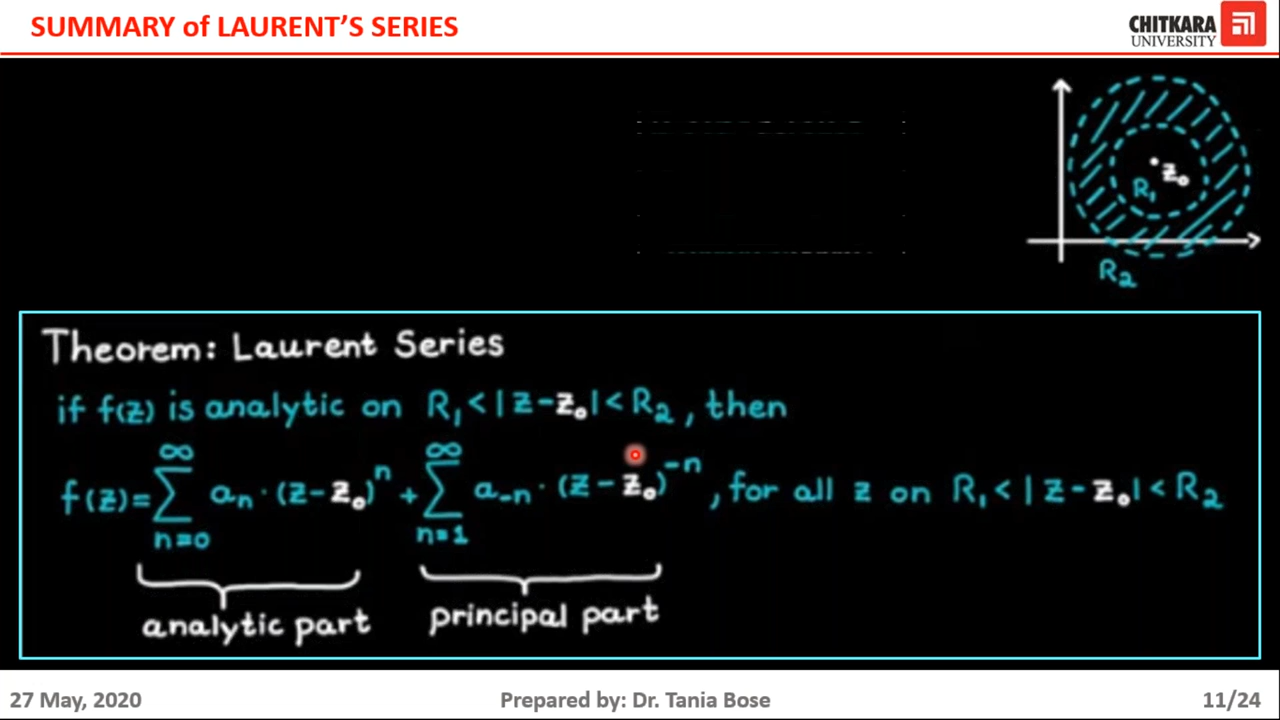 SUMMARY of LAURENT'S SERIES
CHITKARA
UNIVERSITY
z₀
R₁
R₂
Theorem: Laurent Series
if f(z) is analytic on R₁ < |z - z₀| < R₂, then
f(z) = ∞ Σ n=0 aₙ · (z - z₀)ⁿ + ∞ Σ n=1 a₋ₙ · (z - z₀)⁻ⁿ, for all z on R₁ < |z - z₀| < R₂
analytic part principal part
27 May, 2020 Prepared by: Dr. Tania Bose 11/24